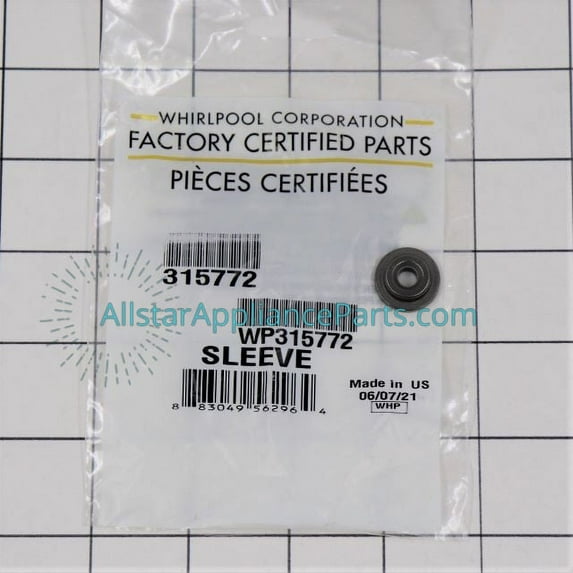 WHIRLPOOL CORPORATION
FACTORY CERTIFIED PARTS
PIÈCES CERTIFIÉES
315772
AllstarApplianceParts.com
WP315772
SLEEVE
Made in US
06/07/21
WHP
8 83049 56296 4